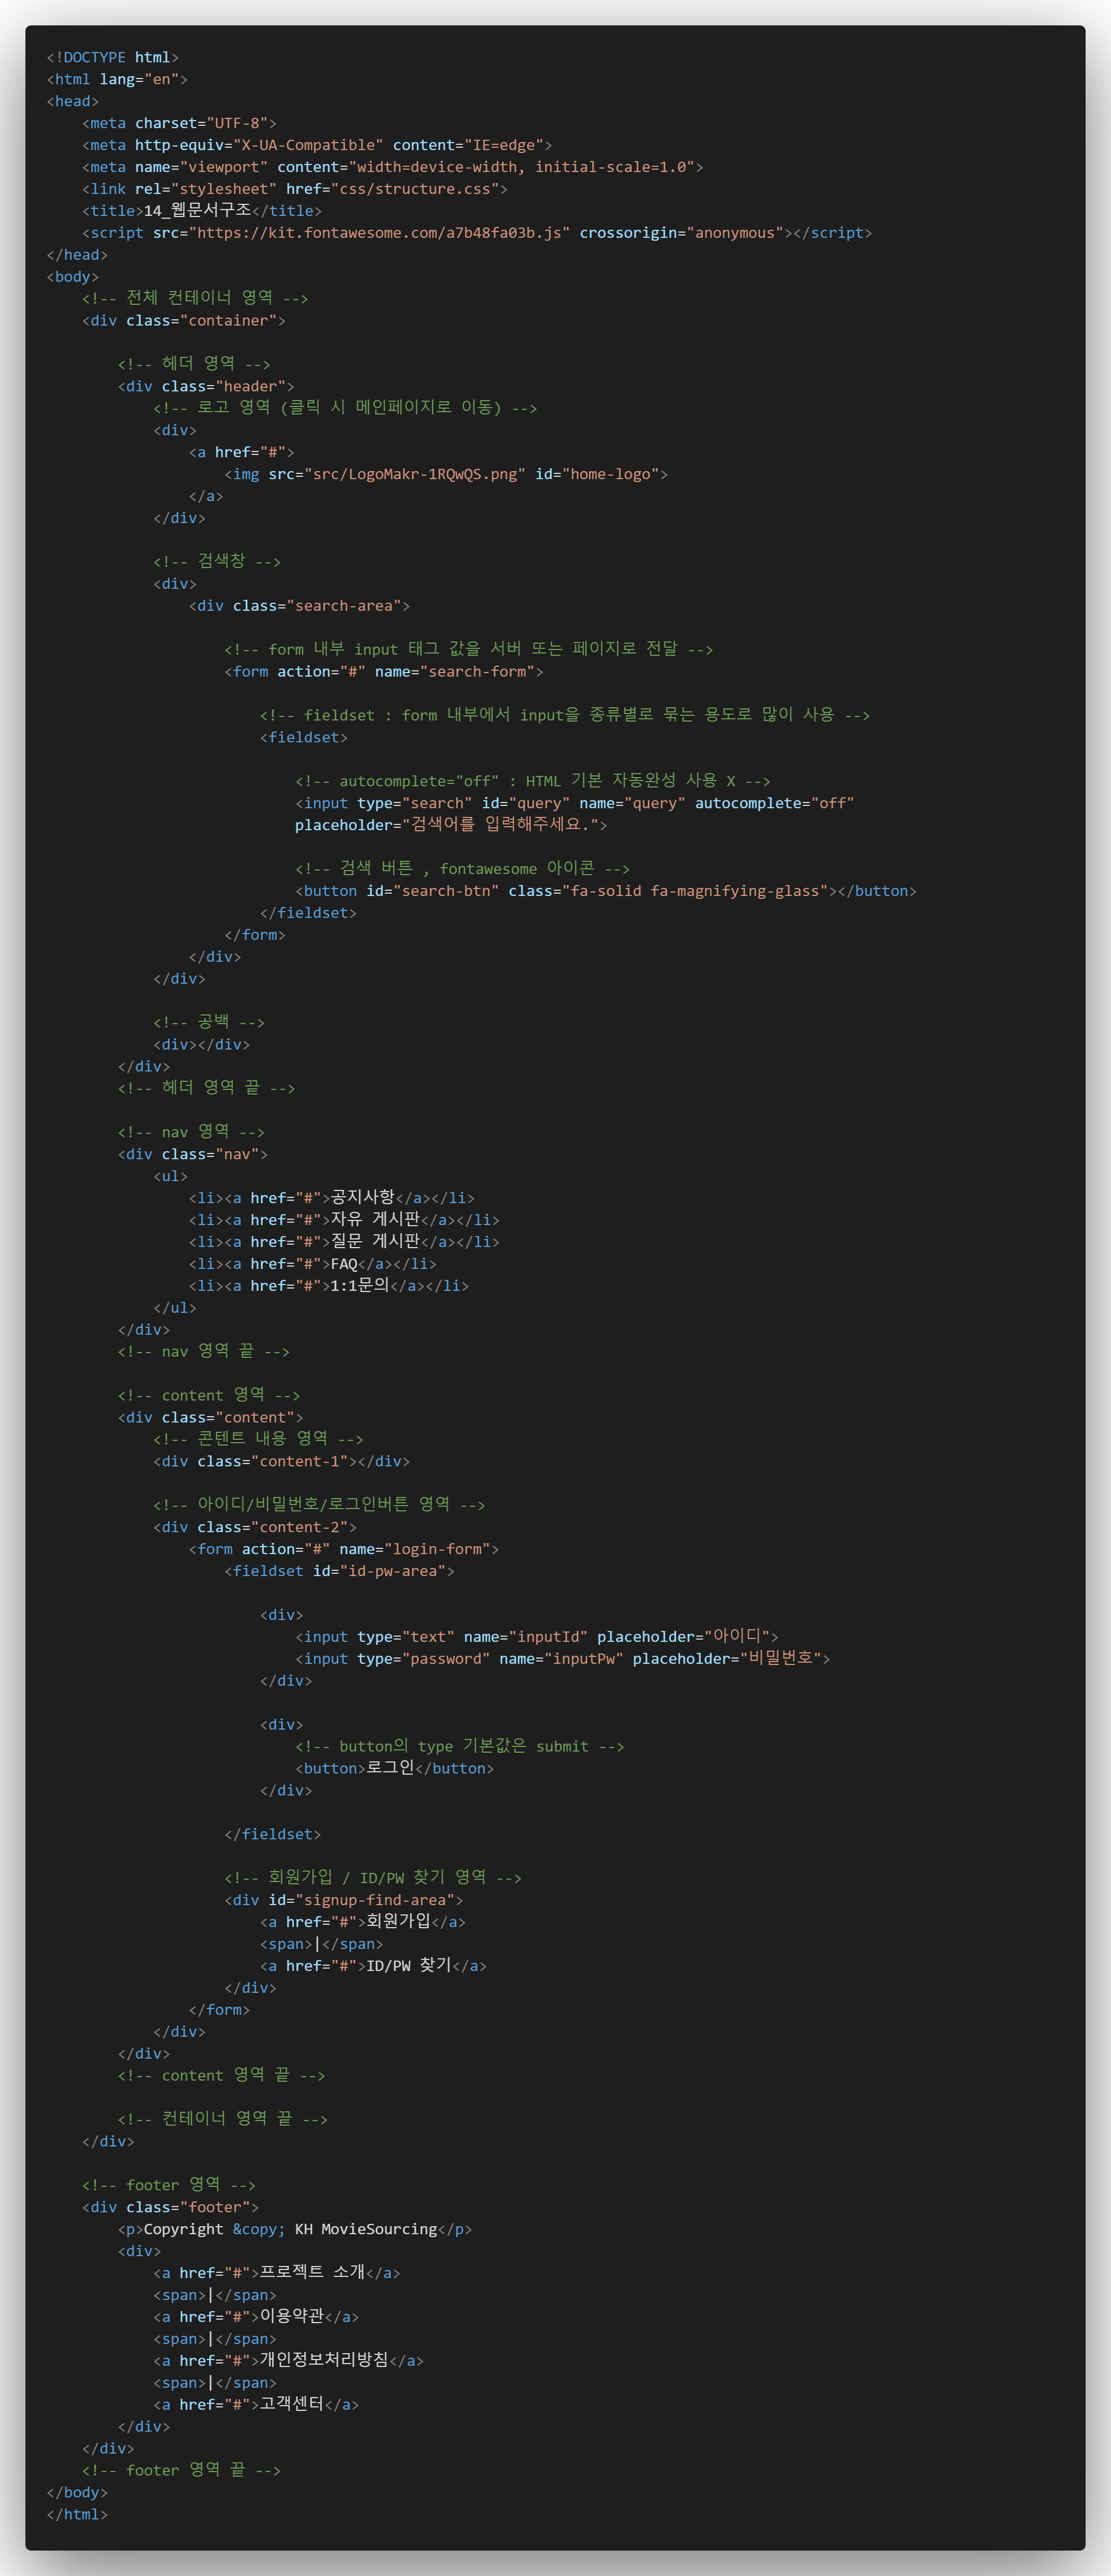 <!DOCTYPE html>
<html lang="en">
<head>
    <meta charset="UTF-8">
    <meta http-equiv="X-UA-Compatible" content="IE=edge">
    <meta name="viewport" content="width=device-width, initial-scale=1.0">
    <link rel="stylesheet" href="css/structure.css">
    <title>14_웹문서구조</title>
    <script src="https://kit.fontawesome.com/a7b48fa03b.js" crossorigin="anonymous"></script>
</head>
<body>
    <!-- 전체 컨테이너 영역 -->
    <div class="container">

        <!-- 헤더 영역 -->
        <div class="header">
            <!-- 로고 영역 (클릭 시 메인페이지로 이동) -->
            <div>
                <a href="#">
                    <img src="src/LogoMakr-1RQwQS.png" id="home-logo">
                </a>
            </div>

            <!-- 검색창 -->
            <div>
                <div class="search-area">

                    <!-- form 내부 input 태그 값을 서버 또는 페이지로 전달 -->
                    <form action="#" name="search-form">

                        <!-- fieldset : form 내부에서 input을 종류별로 묶는 용도로 많이 사용 -->
                        <fieldset>

                            <!-- autocomplete="off" : HTML 기본 자동완성 사용 X -->
                            <input type="search" id="query" name="query" autocomplete="off"
                            placeholder="검색어를 입력해주세요.">

                            <!-- 검색 버튼 , fontawesome 아이콘 -->
                            <button id="search-btn" class="fa-solid fa-magnifying-glass"></button>
                        </fieldset>
                    </form>
                </div>
            </div>

            <!-- 공백 -->
            <div></div>
        </div>
        <!-- 헤더 영역 끝 -->

        <!-- nav 영역 -->
        <div class="nav">
            <ul>
                <li><a href="#">공지사항</a></li>
                <li><a href="#">자유 게시판</a></li>
                <li><a href="#">질문 게시판</a></li>
                <li><a href="#">FAQ</a></li>
                <li><a href="#">1:1문의</a></li>
            </ul>
        </div>
        <!-- nav 영역 끝 -->

        <!-- content 영역 -->
        <div class="content">
            <!-- 콘텐트 내용 영역 -->
            <div class="content-1"></div>

            <!-- 아이디/비밀번호/로그인버튼 영역 -->
            <div class="content-2">
                <form action="#" name="login-form">
                    <fieldset id="id-pw-area">

                        <div>
                            <input type="text" name="inputId" placeholder="아이디">
                            <input type="password" name="inputPw" placeholder="비밀번호">
                        </div>

                        <div>
                            <!-- button의 type 기본값은 submit -->
                            <button>로그인</button>
                        </div>

                    </fieldset>

                    <!-- 회원가입 / ID/PW 찾기 영역 -->
                    <div id="signup-find-area">
                        <a href="#">회원가입</a>
                        <span>|</span>
                        <a href="#">ID/PW 찾기</a>
                    </div>
                </form>
            </div>
        </div>
        <!-- content 영역 끝 -->

        <!-- 컨테이너 영역 끝 -->
    </div>

    <!-- footer 영역 -->
    <div class="footer">
        <p>Copyright &copy; KH MovieSourcing</p>
        <div>
            <a href="#">프로젝트 소개</a>
            <span>|</span>
            <a href="#">이용약관</a>
            <span>|</span>
            <a href="#">개인정보처리방침</a>
            <span>|</span>
            <a href="#">고객센터</a>
        </div>
    </div>
    <!-- footer 영역 끝 -->
</body>
</html>